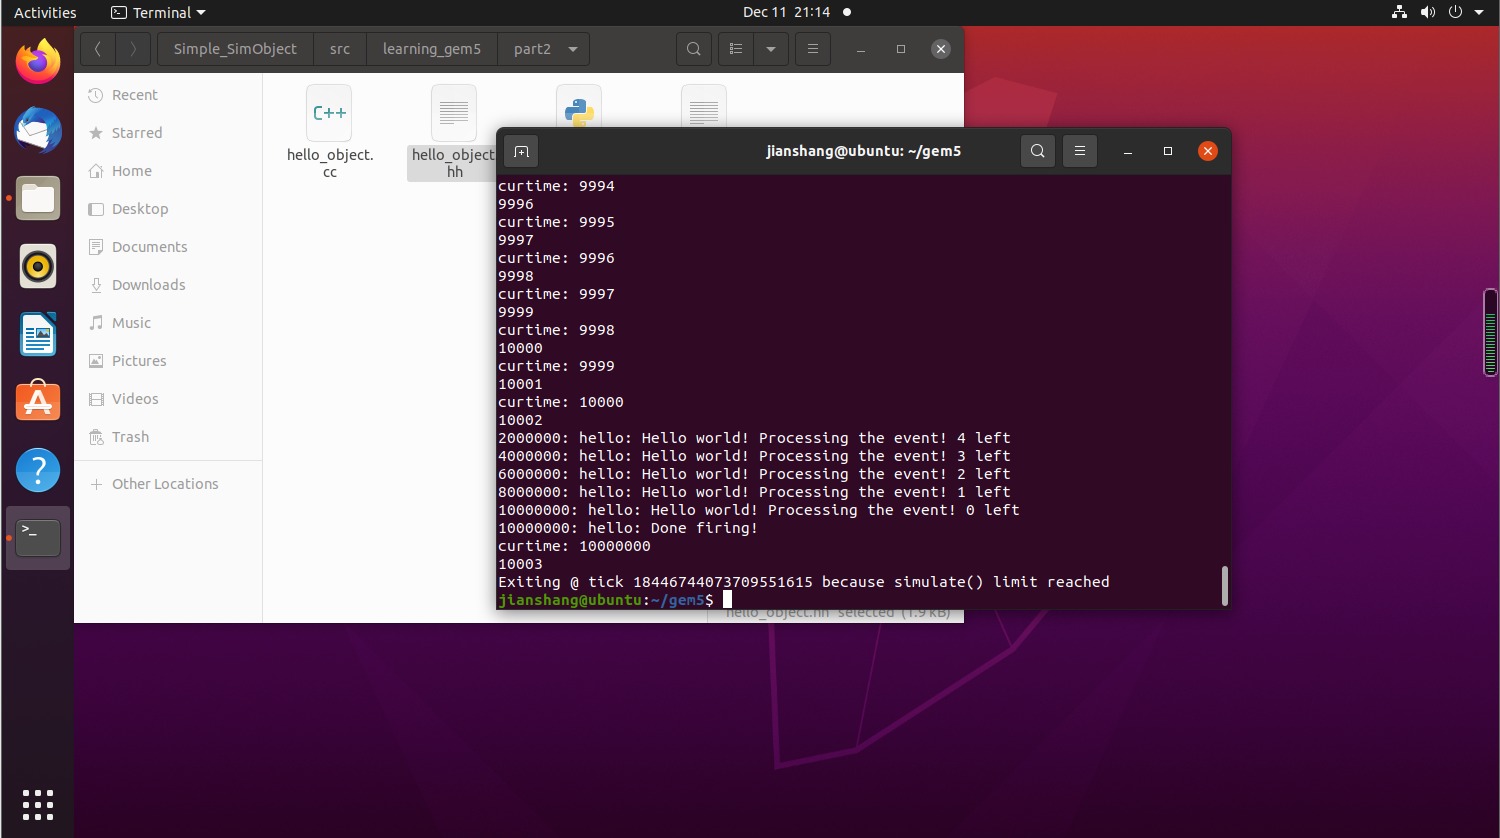 Activities
Terminal
Dec 11 21:14
Simple_SimObject
src
learning_gem5
part2
Recent
Starred
Home
Desktop
Documents
Downloads
Music
Pictures
Videos
Trash
Other Locations
C++
hello_object.
cc
hello_object
hh
jianshang@ubuntu: ~/gem5
curtime: 9994
9996
curtime: 9995
9997
curtime: 9996
9998
curtime: 9997
9999
curtime: 9998
10000
curtime: 9999
10001
curtime: 10000
10002
2000000: hello: Hello world! Processing the event! 4 left
4000000: hello: Hello world! Processing the event! 3 left
6000000: hello: Hello world! Processing the event! 2 left
8000000: hello: Hello world! Processing the event! 1 left
10000000: hello: Hello world! Processing the event! 0 left
10000000: hello: Done firing!
curtime: 10000000
10003
Exiting @ tick 18446744073709551615 because simulate() limit reached
jianshang@ubuntu:~/gem5$
"hello_object.hh" selected (1.9 kB)